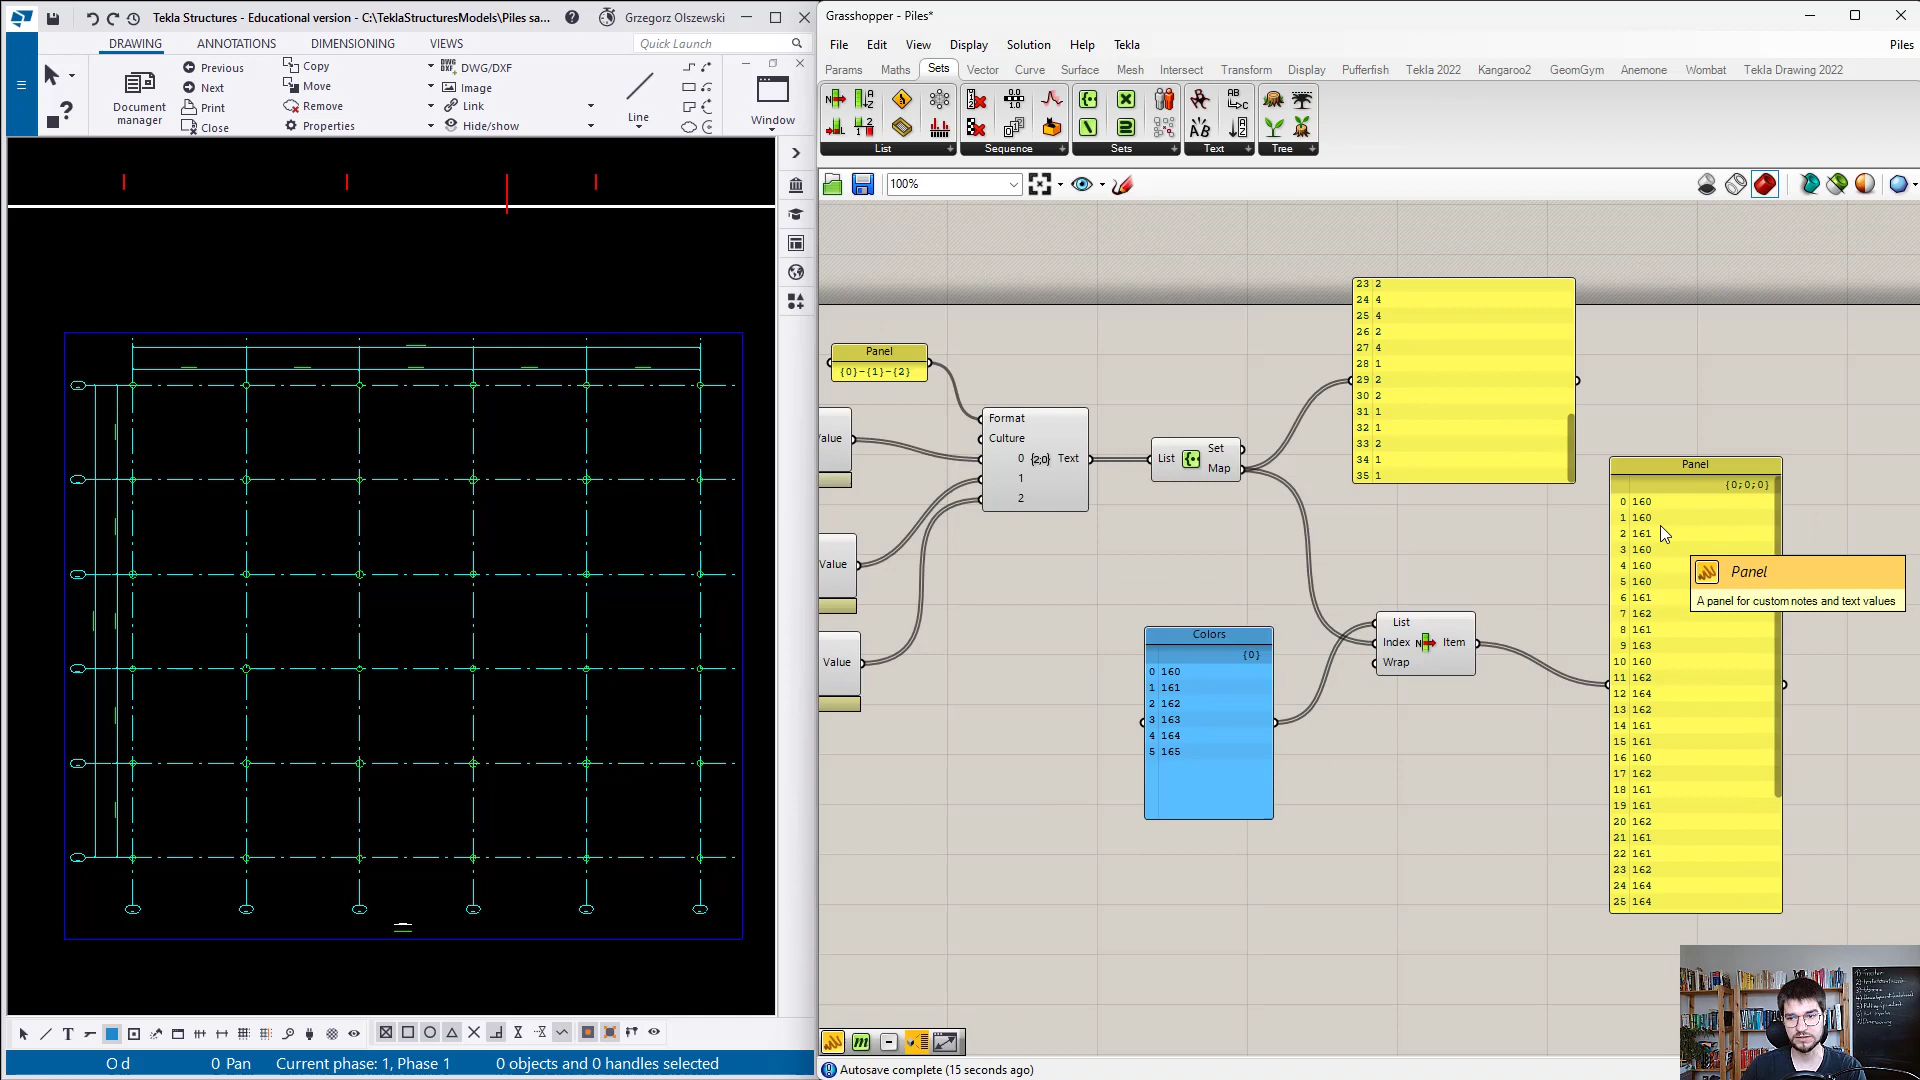 Tekla Structures - Educational version - C:\TeklaStructuresModels\Piles sa...
Grzegorz Olszewski
DRAWING
ANNOTATIONS
DIMENSIONING
VIEWS
Quick Launch
Document manager
Previous
Next
Print
Close
Copy
Move
Remove
Properties
DWG/DXF
Image
Link
Hide/show
Line
Window
O d
0 Pan
Current phase: 1, Phase 1
0 objects and 0 handles selected
Grasshopper - Piles*
File
Edit
View
Display
Solution
Help
Tekla
Piles
Params
Maths
Sets
Vector
Curve
Surface
Mesh
Intersect
Transform
Display
Pufferfish
Tekla 2022
Kangaroo2
GeomGym
Anemone
Wombat
Tekla Drawing 2022
List
Sequence
Sets
Text
Tree
100%
Panel
{0}-{1}-{2}
Value
Value
Format
Culture
0
1
2
{2;0}
Text
List
Set
Map
23 2
24 4
25 4
26 2
27 4
28 1
29 2
30 2
31 1
32 1
33 2
34 1
35 1
Colors
{0}
0 160
1 161
2 162
3 163
4 164
5 165
List
Index
Wrap
Item
Panel
{0;0;0}
0 160
1 160
2 161
3 160
4 160
5 160
6 161
7 162
8 161
9 163
10 160
11 162
12 164
13 162
14 161
15 161
16 160
17 162
18 161
19 161
20 162
21 161
22 161
23 162
24 164
25 164
Panel
A panel for custom notes and text values
Autosave complete (15 seconds ago)